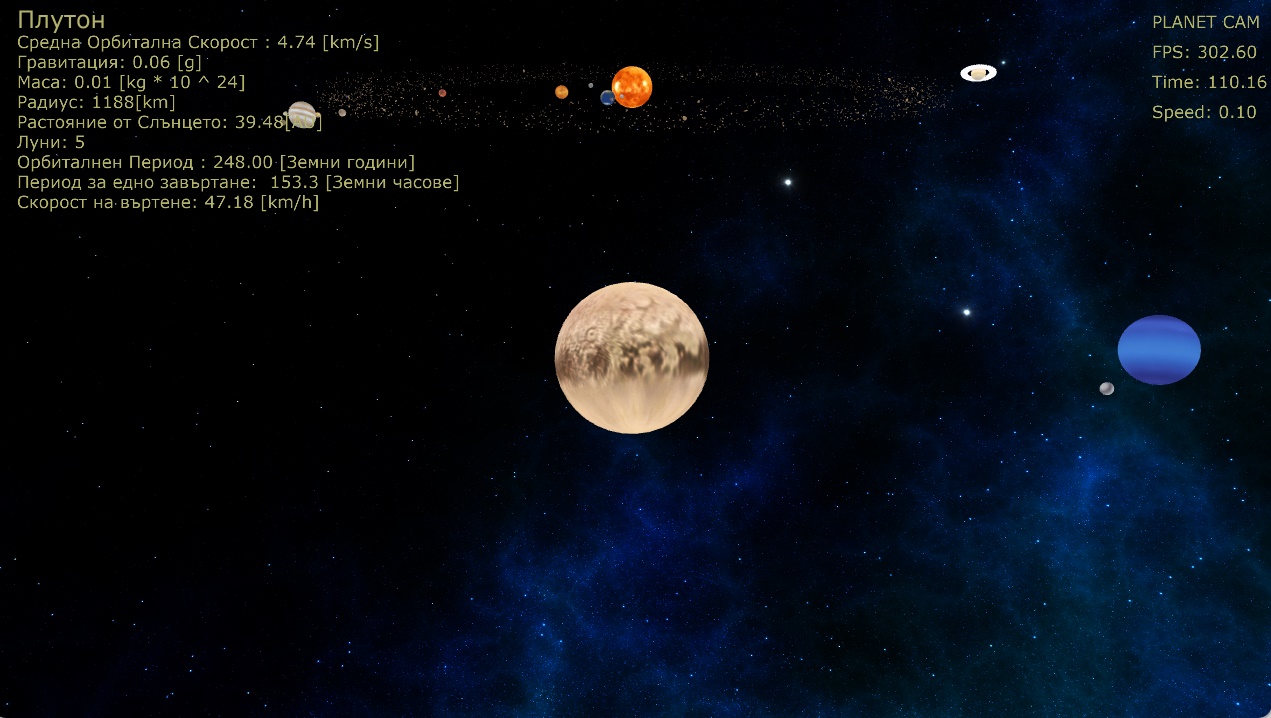 Плутон
Средна Орбитална Скорост : 4.74 [km/s]
Гравитация: 0.06 [g]
Маса: 0.01 [kg * 10 ^ 24]
Радиус: 1188[km]
Растояние от Слънцето: 39.48[
Луни: 5
Орбиталнен Период : 248.00 [Земни години]
Период за едно завъртане: 153.3 [Земни часове]
Скорост на въртене: 47.18 [km/h]
PLANET CAM
FPS: 302.60
Time: 110.16
Speed: 0.10